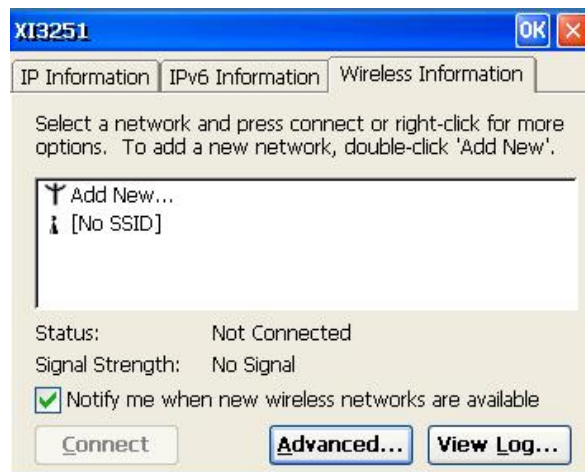 XI3251 OK
IP Information IPv6 Information Wireless Information
Select a network and press connect or right-click for more
options. To add a new network, double-click 'Add New'.
Add New...
[No SSID]
Status: Not Connected
Signal Strength: No Signal
Notify me when new wireless networks are available
Connect Advanced... View Log...